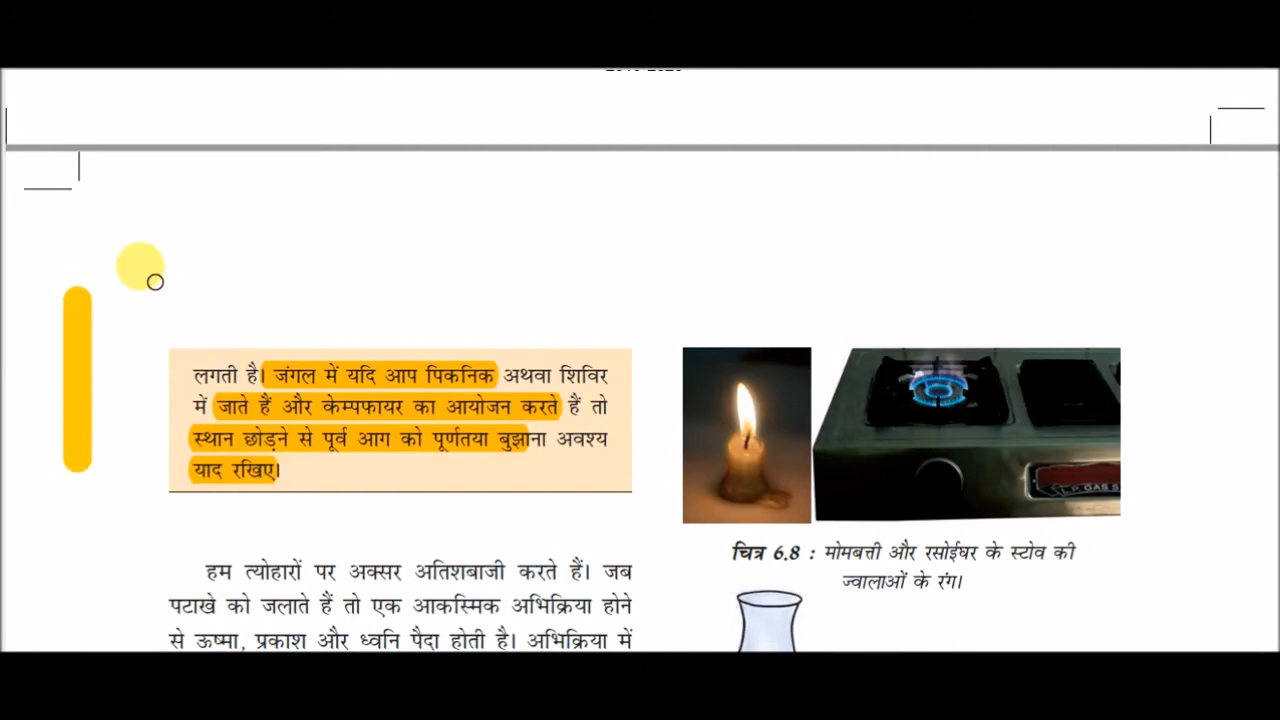 लगती है। जंगल में यदि आप पिकनिक अथवा शिविर
में जाते हैं और केम्पफायर का आयोजन करते हैं तो
स्थान छोड़ने से पूर्व आग को पूर्णतया बुझाना अवश्य
याद रखिए।
हम त्योहारों पर अक्सर अतिशबाजी करते हैं। जब
पटाखे को जलाते हैं तो एक आकस्मिक अभिक्रिया होने
से ऊष्मा, प्रकाश और ध्वनि पैदा होती है। अभिक्रिया में
GAS S
चित्र 6.8 : मोमबत्ती और रसोईघर के स्टोव की
ज्वालाओं के रंग।